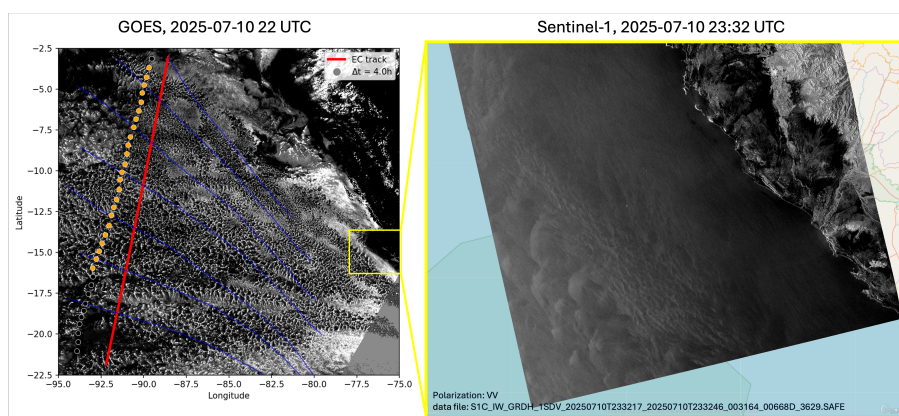 GOES, 2025-07-10 22 UTC
Sentinel-1, 2025-07-10 23:32 UTC
EC track
Δt = 4.0h
−2.5
−5.0
−7.5
−10.0
−12.5
−15.0
−17.5
−20.0
−22.5
Latitude
−95.0 −92.5 −90.0 −87.5 −85.0 −82.5 −80.0 −77.5 −75.0
Longitude
Polarization: VV
data file: S1C_IW_GRDH_1SDV_20250710T233217_20250710T233246_003164_00668D_3629.SAFE